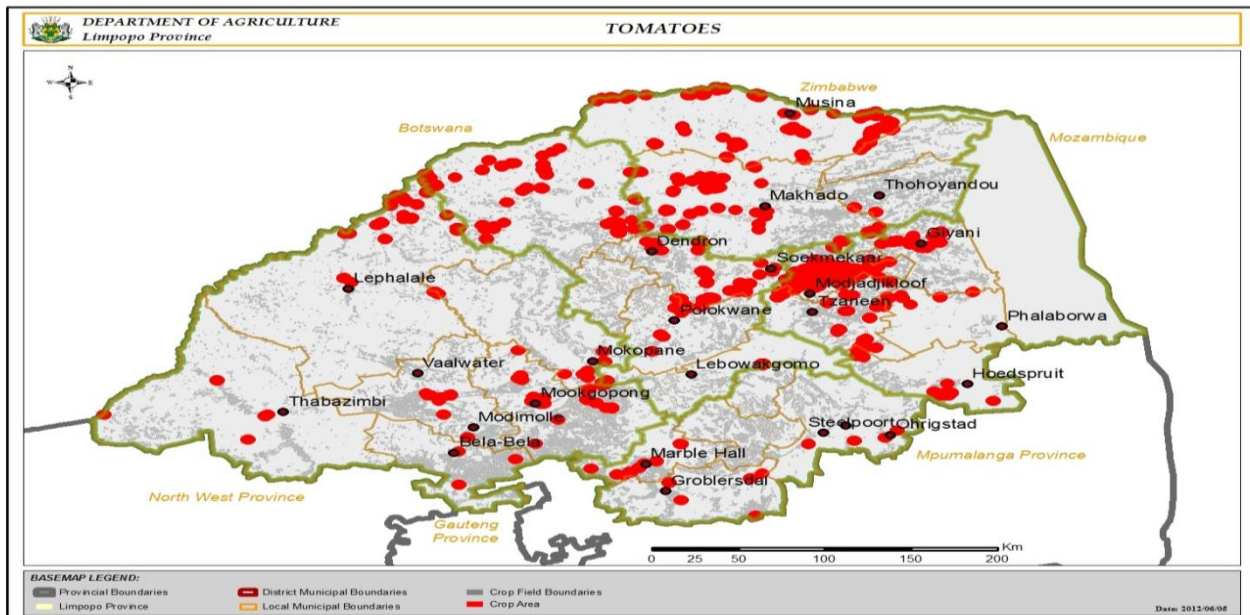 DEPARTMENT OF AGRICULTURE
Limpopo Province
TOMATOES
N
W E
S
Zimbabwe
Musina
Botswana
Mozambique
Thohoyandou
Makhado
Giyani
Dendron
Soekmekaar
Lephalale
Modjadjikloof
Tzaneen
Polokwane
Phalaborwa
Mokopane
Vaalwater
Lebowakgomo
Hoedspruit
Mookgopong
Thabazimbi
Modimolle
Steelpoort
Ohrigstad
Bela-Bela
Marble Hall
Mpumalanga Province
Groblersdal
North West Province
Gauteng
Province
Km
0 25 50 100 150 200
BASEMAP LEGEND:
Provincial Boundaries
District Municipal Boundaries
Crop Field Boundaries
Limpopo Province
Local Municipal Boundaries
Crop Area
Date: 2012/06/08